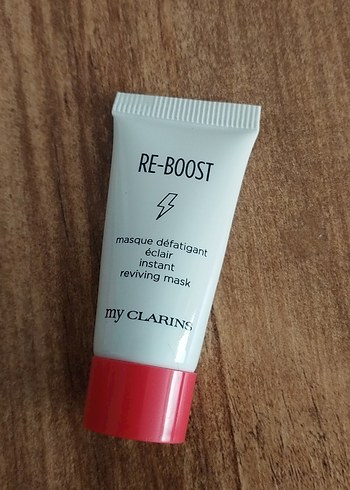 RE-BOOST
masque défatigant
éclair
instant
reviving mask
my CLARINS